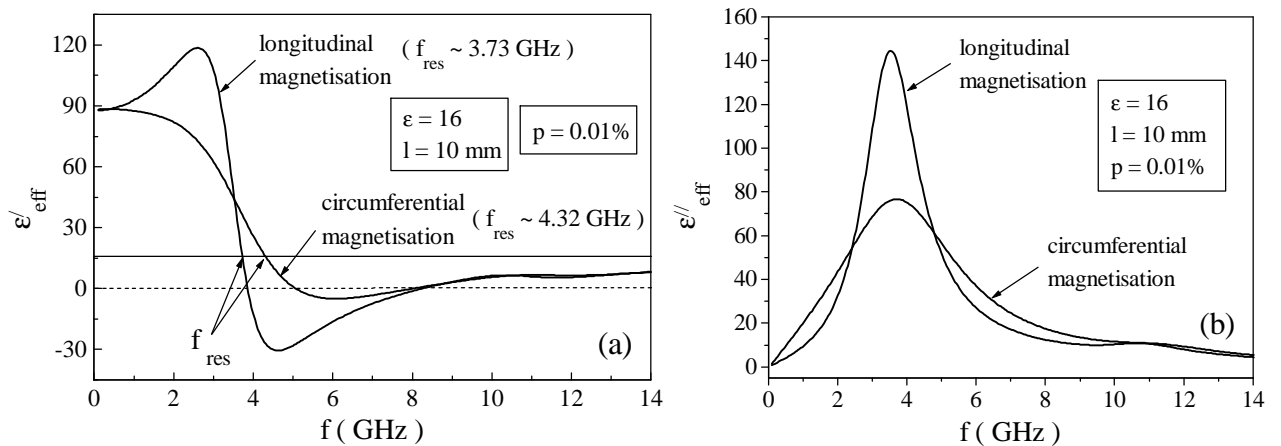 120
90
60
30
0
-30
ε′eff
longitudinal
magnetisation
( fres ~ 3.73 GHz)
ε = 16
l = 10 mm
p = 0.01%
circumferential
magnetisation
( fres ~ 4.32 GHz)
fres
(a)
0 2 4 6 8 10 12 14
f ( GHz )
160
140
120
100
80
60
40
20
0
ε″eff
longitudinal
magnetisation
ε = 16
l = 10 mm
p = 0.01%
circumferential
magnetisation
(b)
0 2 4 6 8 10 12 14
f ( GHz )